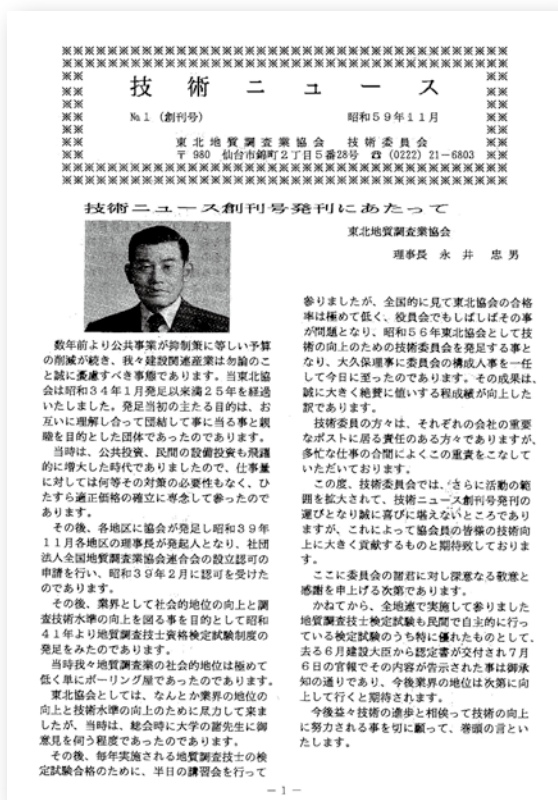 技術ニュース
№1 (創刊号) 昭和59年11月
東北地質調査業協会 技術委員会
〒980 仙台市錦町2丁目5番28号 ☎(0222)21-6803
技術ニュース創刊号発刊にあたって
東北地質調査業協会
理事長 永井 忠男
数年前より公共事業が抑制策に等しい予算
の削減が続き、我々建設関連産業は勿論のこ
と誠に憂慮すべき事態であります。当東北協
会は昭和34年1月発足以来満25年を経過
いたしました。発足当初の主たる目的は、お
互いに理解し合って団結して事に当る事と親
睦を目的とした団体であったのであります。
当時は、公共投資、民間の設備投資も飛躍
的に増大した時代でありましたので、仕事量
に対しては何等その対策の必要性もなく、ひ
たすら適正価格の確立に専念して参ったので
あります。
その後、各地区に協会が発足し昭和39年
11月各地区の理事長が発起人となり、社団
法人全国地質調査業協会連合会の設立認可の
申請を行い、昭和39年2月に認可を受けた
のであります。
その後、業界として社会的地位の向上と調
査技術水準の向上を図る事を目的として昭和
41年より地質調査技士資格検定試験制度の
発足をみたのであります。
当時我々地質調査業の社会的地位は極めて
低く単にボーリング屋であったのであります。
東北協会としては、なんとか業界の地位の
向上と技術水準の向上のために尽力して来ま
したが、当時は、総会時に大学の諸先生に御
意見を伺う程度であったのであります。
その後、毎年実施される地質調査技士の検
定試験合格のために、半日の講習会を行って
参りましたが、全国的に見て東北協会の合格
率は極めて低く、役員会でもしばしばその事
が問題となり、昭和56年東北協会として技
術の向上のための技術委員会を発足する事と
なり、大久保理事に委員会の構成人事を一任
して今日に至ったのであります。その成果は、
誠に大きく絶賛に値いする程成績が向上した
訳であります。
技術委員の方々は、それぞれの会社の重要
なポストに居る責任のある方々でありますが、
多忙な仕事の合間によくこの重責をこなして
いただいております。
この度、技術委員会では、さらに活動の範
囲を拡大されて、技術ニュース創刊号発刊の
運びとなり誠に喜びに堪えないところであり
ますが、これによって協会員の皆様の技術向
上に大きく貢献するものと期待致しておりま
す。
ここに委員会の諸君に対し深意なる敬意と
感謝を申上げる次第であります。
かねてから、全地連で実施して参りました
地質調査技士検定試験も民間で自主的に行っ
ている検定試験のうち特に優れたものとして、
去る6月建設大臣から認定書が交付され7月
6日の官報でその内容が告示された事は御承
知の通りであり、今後業界の地位は次第に向
上して行くと期待されます。
今後益々技術の進歩と相俟って技術の向上
に努力される事を切に願って、巻頭の言とい
たします。
－1－